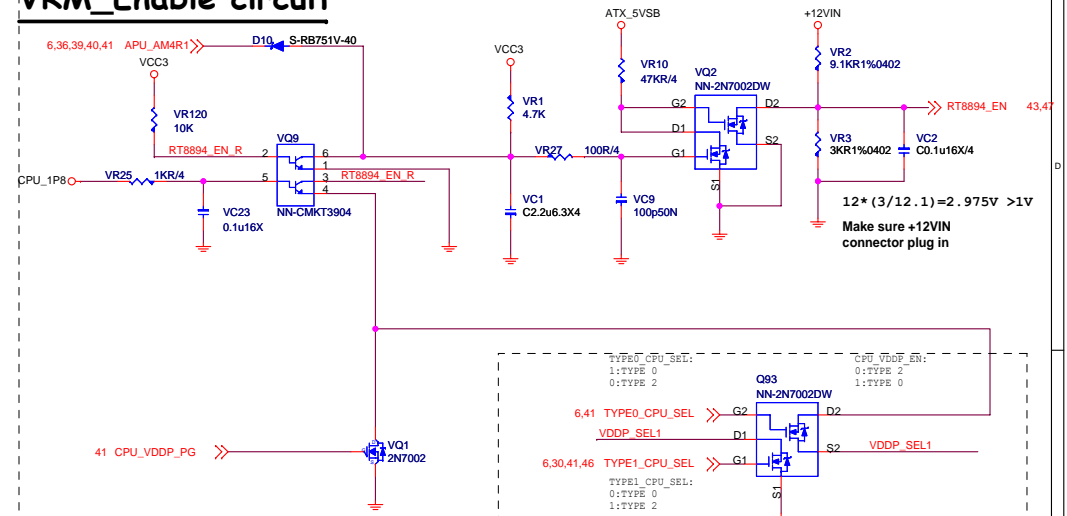 VRM_Enable circuit
ATX_5VSB
+12VIN
6,36,39,40,41 APU_AM4R1
D10 S-RB751V-40
VCC3
VCC3
VR10
47KR/4
VQ2
NN-2N7002DW
VR2
9.1KR1%0402
VR120
10K
VR1
4.7K
G2
D2
RT8894_EN 43,47
D1
S2
G1
S1
VQ9
RT8894_EN_R
2
6
1
VR27
100R/4
VR3
3KR1%0402
VC2
C0.1u16X/4
CPU_1P8
VR25
1KR/4
5
3
RT8894_EN_R
4
NN-CMKT3904
VC23
0.1u16X
VC1
C2.2u6.3X4
VC9
100p50N
12*(3/12.1)=2.975V >1V
Make sure +12VIN
connector plug in
D
TYPE0_CPU_SEL:
1:TYPE 0
0:TYPE 2
CPU_VDDP_EN:
0:TYPE 2
1:TYPE 0
Q93
NN-2N7002DW
6,41 TYPE0_CPU_SEL
G2
D2
VDDP_SEL1
D1
S2
VDDP_SEL1
6,30,41,46 TYPE1_CPU_SEL
G1
S1
TYPE1_CPU_SEL:
0:TYPE 0
1:TYPE 2
41 CPU_VDDP_PG
VQ1
2N7002